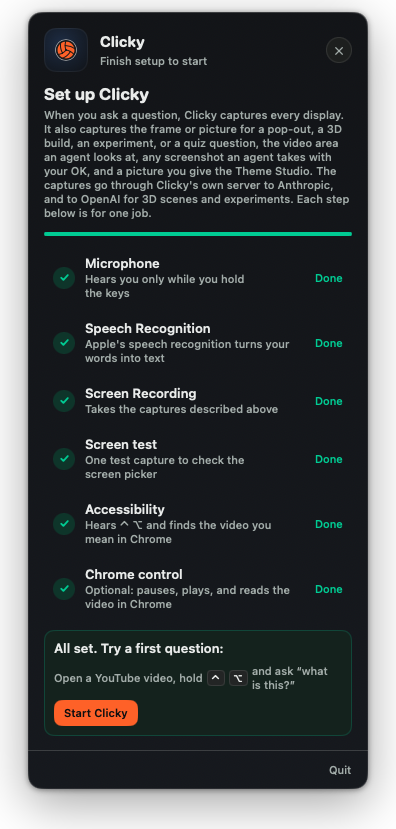 Clicky
Finish setup to start
Set up Clicky
When you ask a question, Clicky captures every display.
It also captures the frame or picture for a pop-out, a 3D
build, an experiment, or a quiz question, the video area
an agent looks at, any screenshot an agent takes with
your OK, and a picture you give the Theme Studio. The
captures go through Clicky's own server to Anthropic,
and to OpenAI for 3D scenes and experiments. Each step
below is for one job.
Microphone
Hears you only while you hold
the keys
Done
Speech Recognition
Apple's speech recognition turns your
words into text
Done
Screen Recording
Takes the captures described above
Done
Screen test
One test capture to check the
screen picker
Done
Accessibility
Hears ⌃ ⌥ and finds the video you
mean in Chrome
Done
Chrome control
Optional: pauses, plays, and reads the
video in Chrome
Done
All set. Try a first question:
Open a YouTube video, hold ⌃ ⌥ and ask “what
is this?”
Start Clicky
Quit